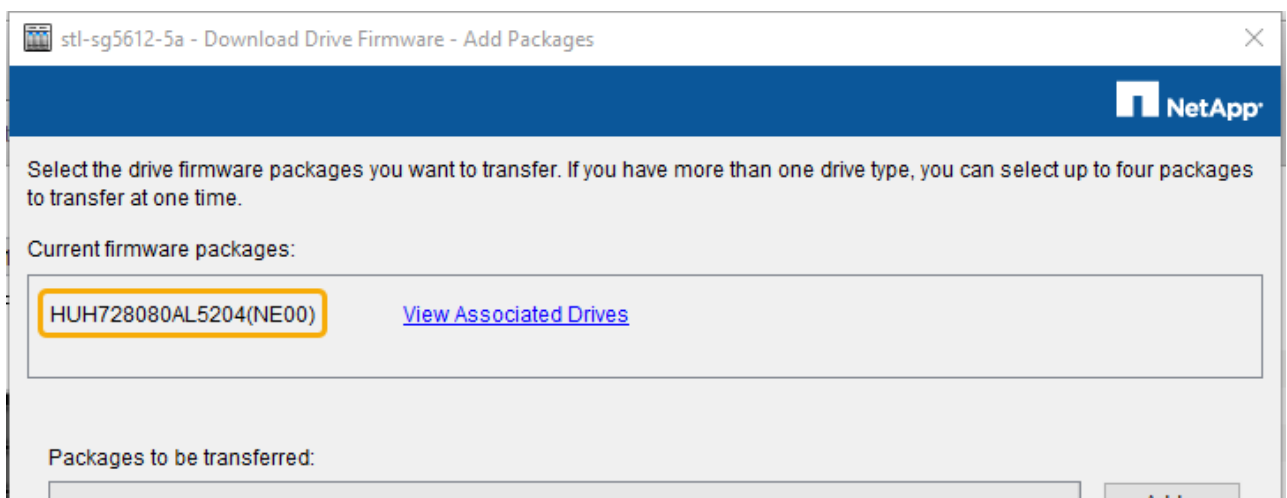 stl-sg5612-5a - Download Drive Firmware - Add Packages
NetApp
Select the drive firmware packages you want to transfer. If you have more than one drive type, you can select up to four packages
to transfer at one time.
Current firmware packages:
HUH728080AL5204(NE00) View Associated Drives
Packages to be transferred: